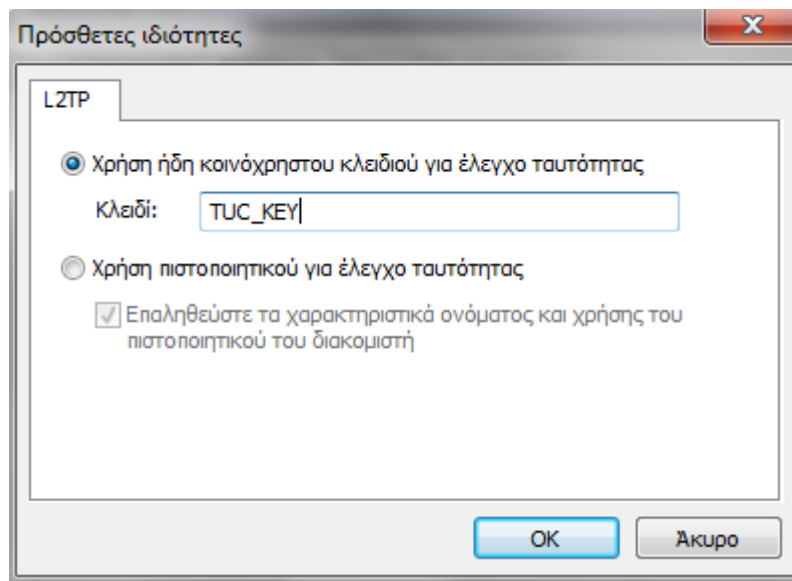 Πρόσθετες ιδιότητες
L2TP
Χρήση ήδη κοινόχρηστου κλειδιού για έλεγχο ταυτότητας
Κλειδί: TUC_KEY
Χρήση πιστοποιητικού για έλεγχο ταυτότητας
Επαληθεύστε τα χαρακτηριστικά ονόματος και χρήσης του
πιστοποιητικού του διακομιστή
OK Άκυρο